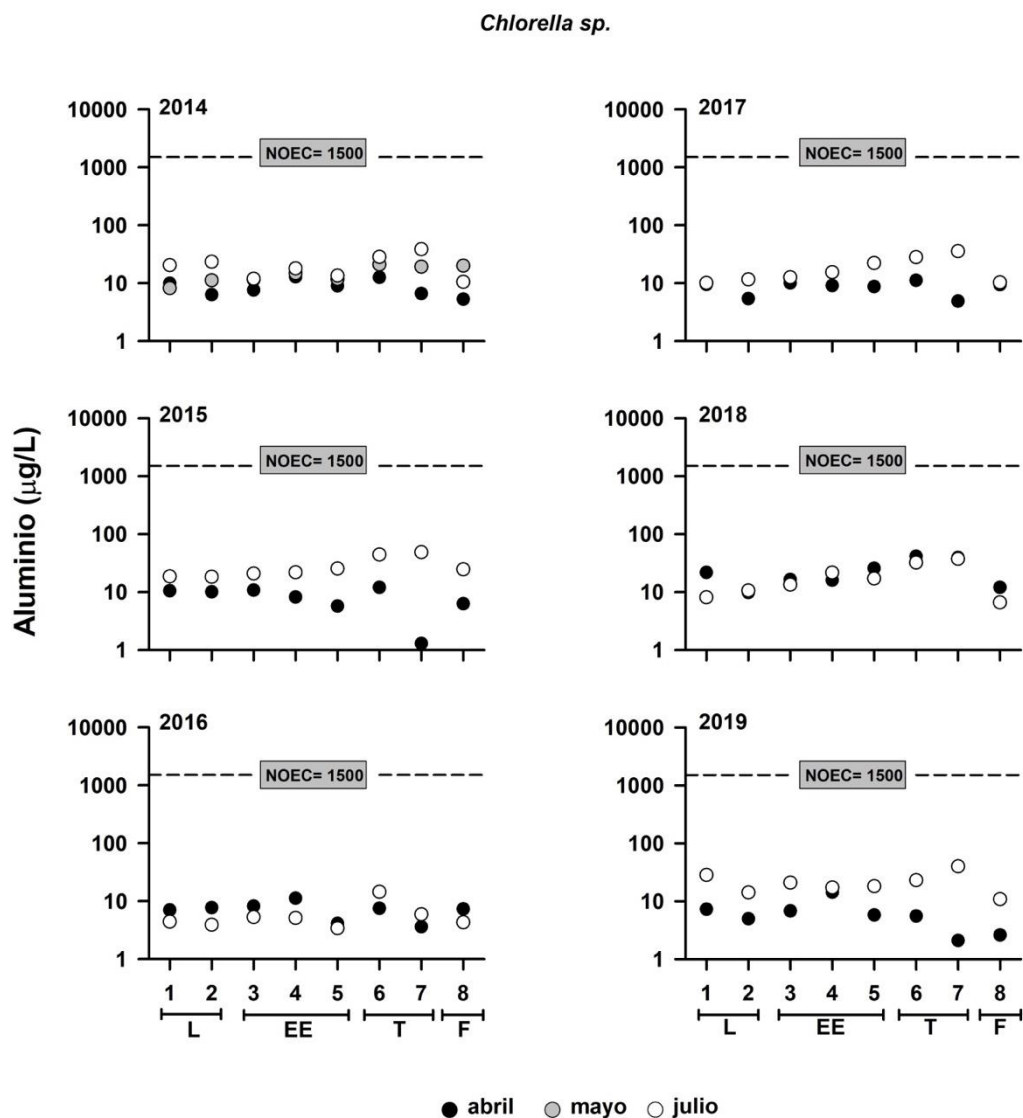 Chlorella sp.
Aluminio (µg/L)
2014
10000
1000
100
10
1
NOEC= 1500
2017
10000
1000
100
10
1
NOEC= 1500
2015
10000
1000
100
10
1
NOEC= 1500
2018
10000
1000
100
10
1
NOEC= 1500
2016
10000
1000
100
10
1
NOEC= 1500
1 2 3 4 5 6 7 8
L EE T F
2019
10000
1000
100
10
1
NOEC= 1500
1 2 3 4 5 6 7 8
L EE T F
abril mayo julio